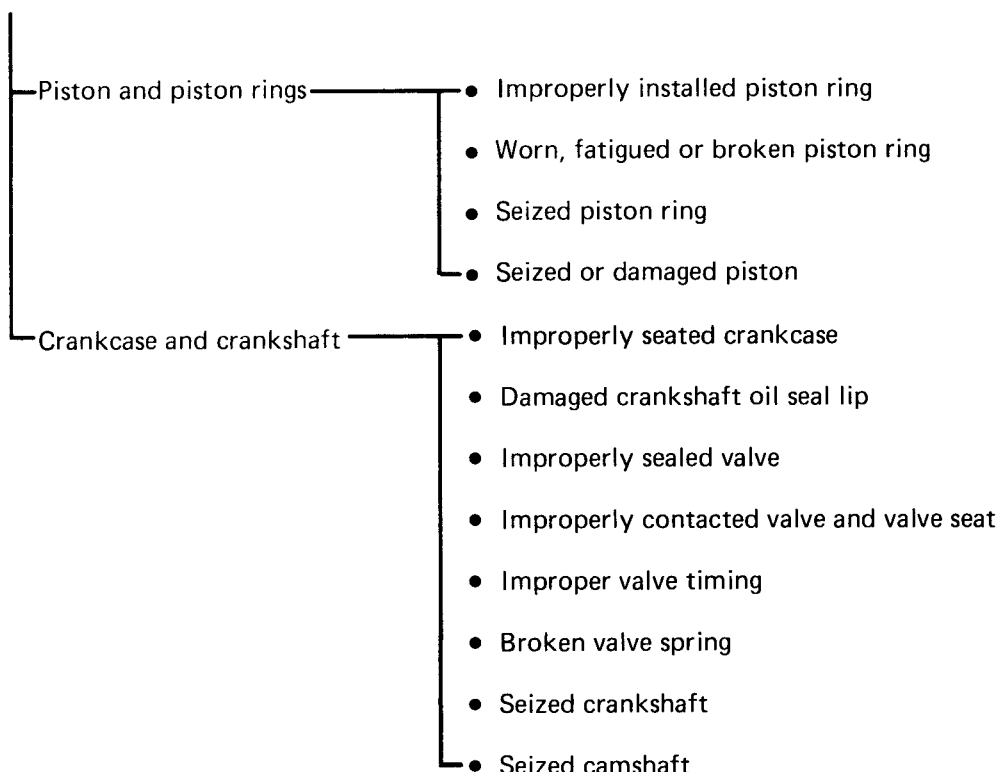 Piston and piston rings
• Improperly installed piston ring
• Worn, fatigued or broken piston ring
• Seized piston ring
• Seized or damaged piston
Crankcase and crankshaft
• Improperly seated crankcase
• Damaged crankshaft oil seal lip
• Improperly sealed valve
• Improperly contacted valve and valve seat
• Improper valve timing
• Broken valve spring
• Seized crankshaft
• Seized camshaft